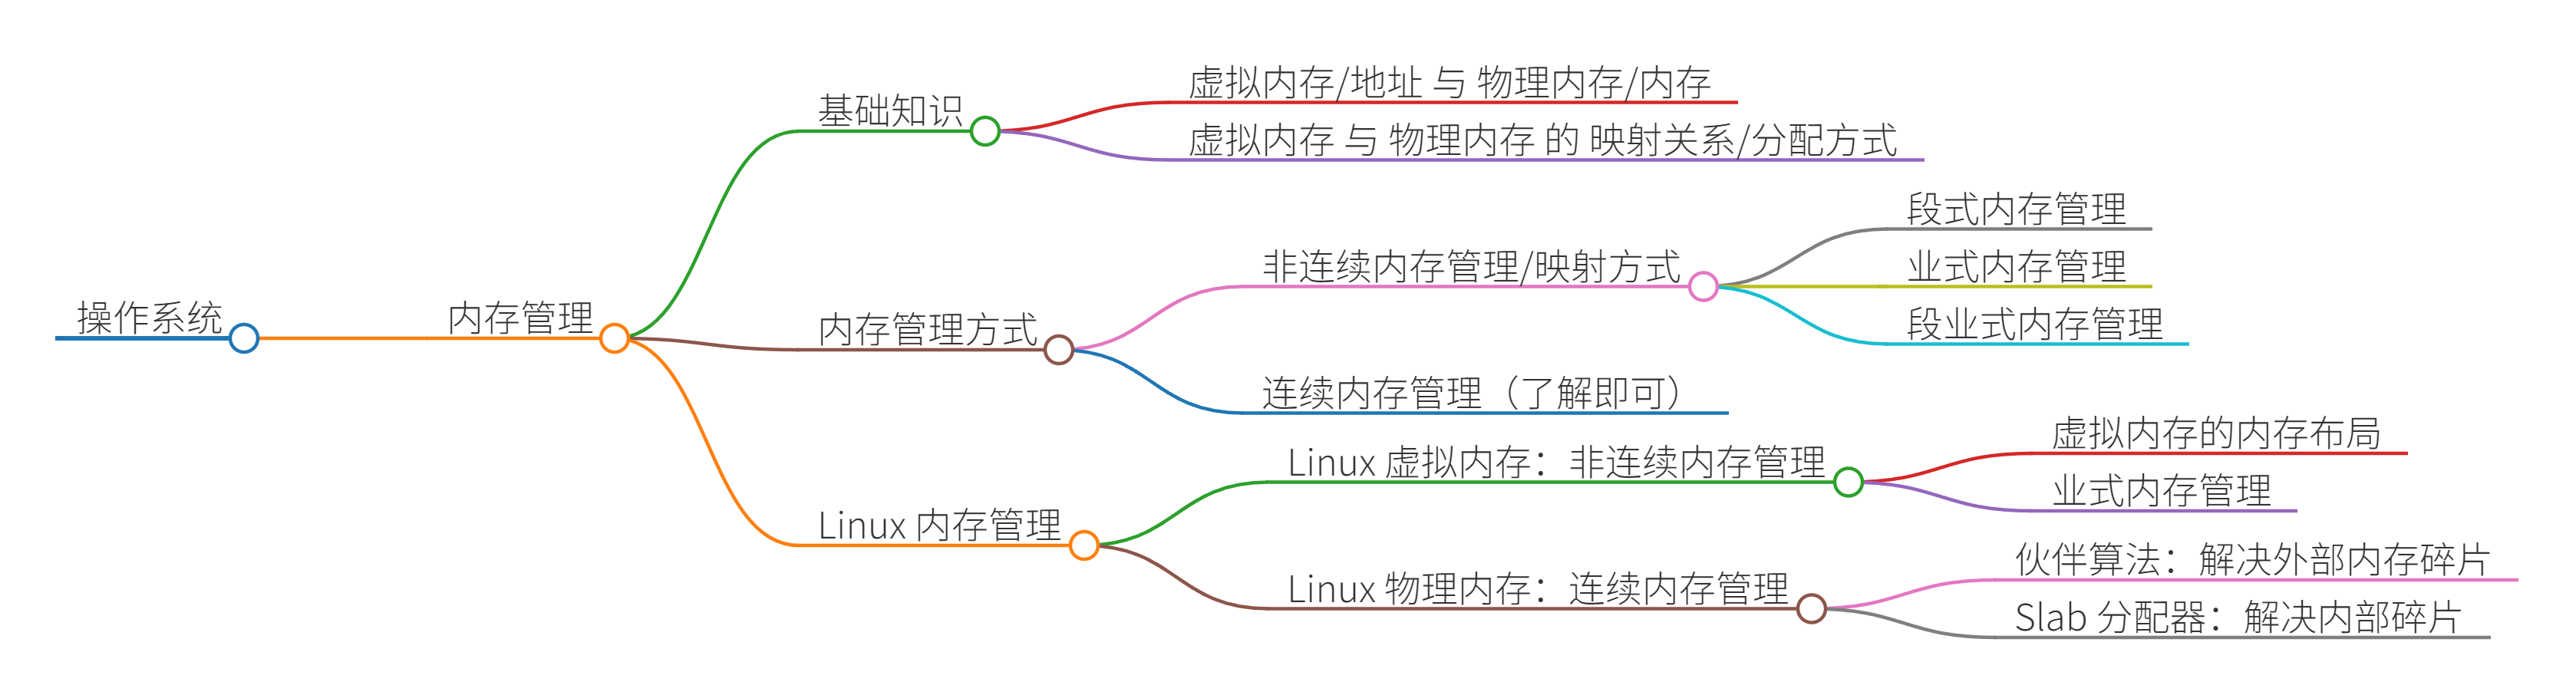 操作系统
内存管理
基础知识
虚拟内存/地址 与 物理内存/内存
虚拟内存 与 物理内存 的 映射关系/分配方式
内存管理方式
非连续内存管理/映射方式
段式内存管理
业式内存管理
段业式内存管理
连续内存管理（了解即可）
Linux 内存管理
Linux 虚拟内存：非连续内存管理
虚拟内存的内存布局
业式内存管理
Linux 物理内存：连续内存管理
伙伴算法：解决外部内存碎片
Slab 分配器：解决内部碎片